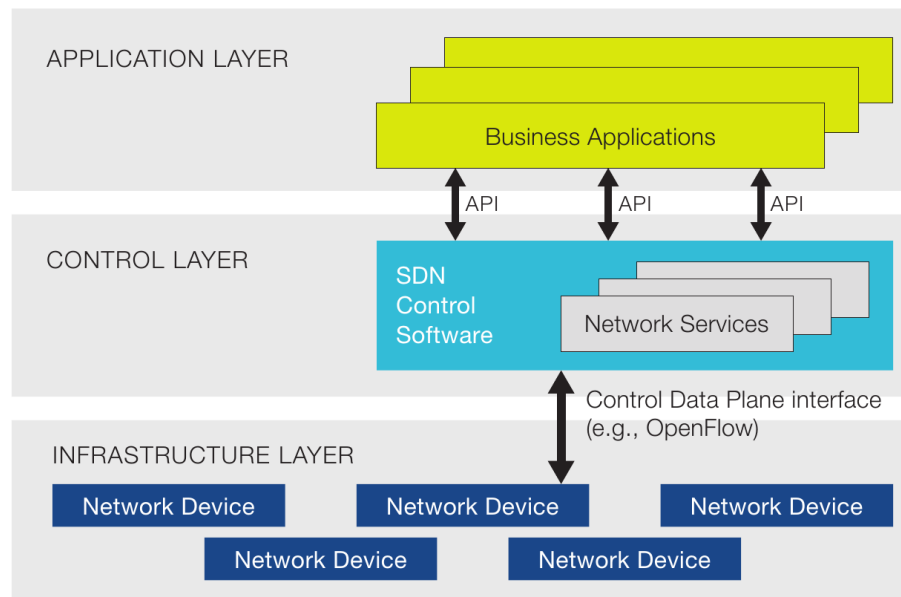 APPLICATION LAYER
Business Applications
API
API
API
CONTROL LAYER
SDN
Control
Software
Network Services
Control Data Plane interface
(e.g., OpenFlow)
INFRASTRUCTURE LAYER
Network Device
Network Device
Network Device
Network Device
Network Device